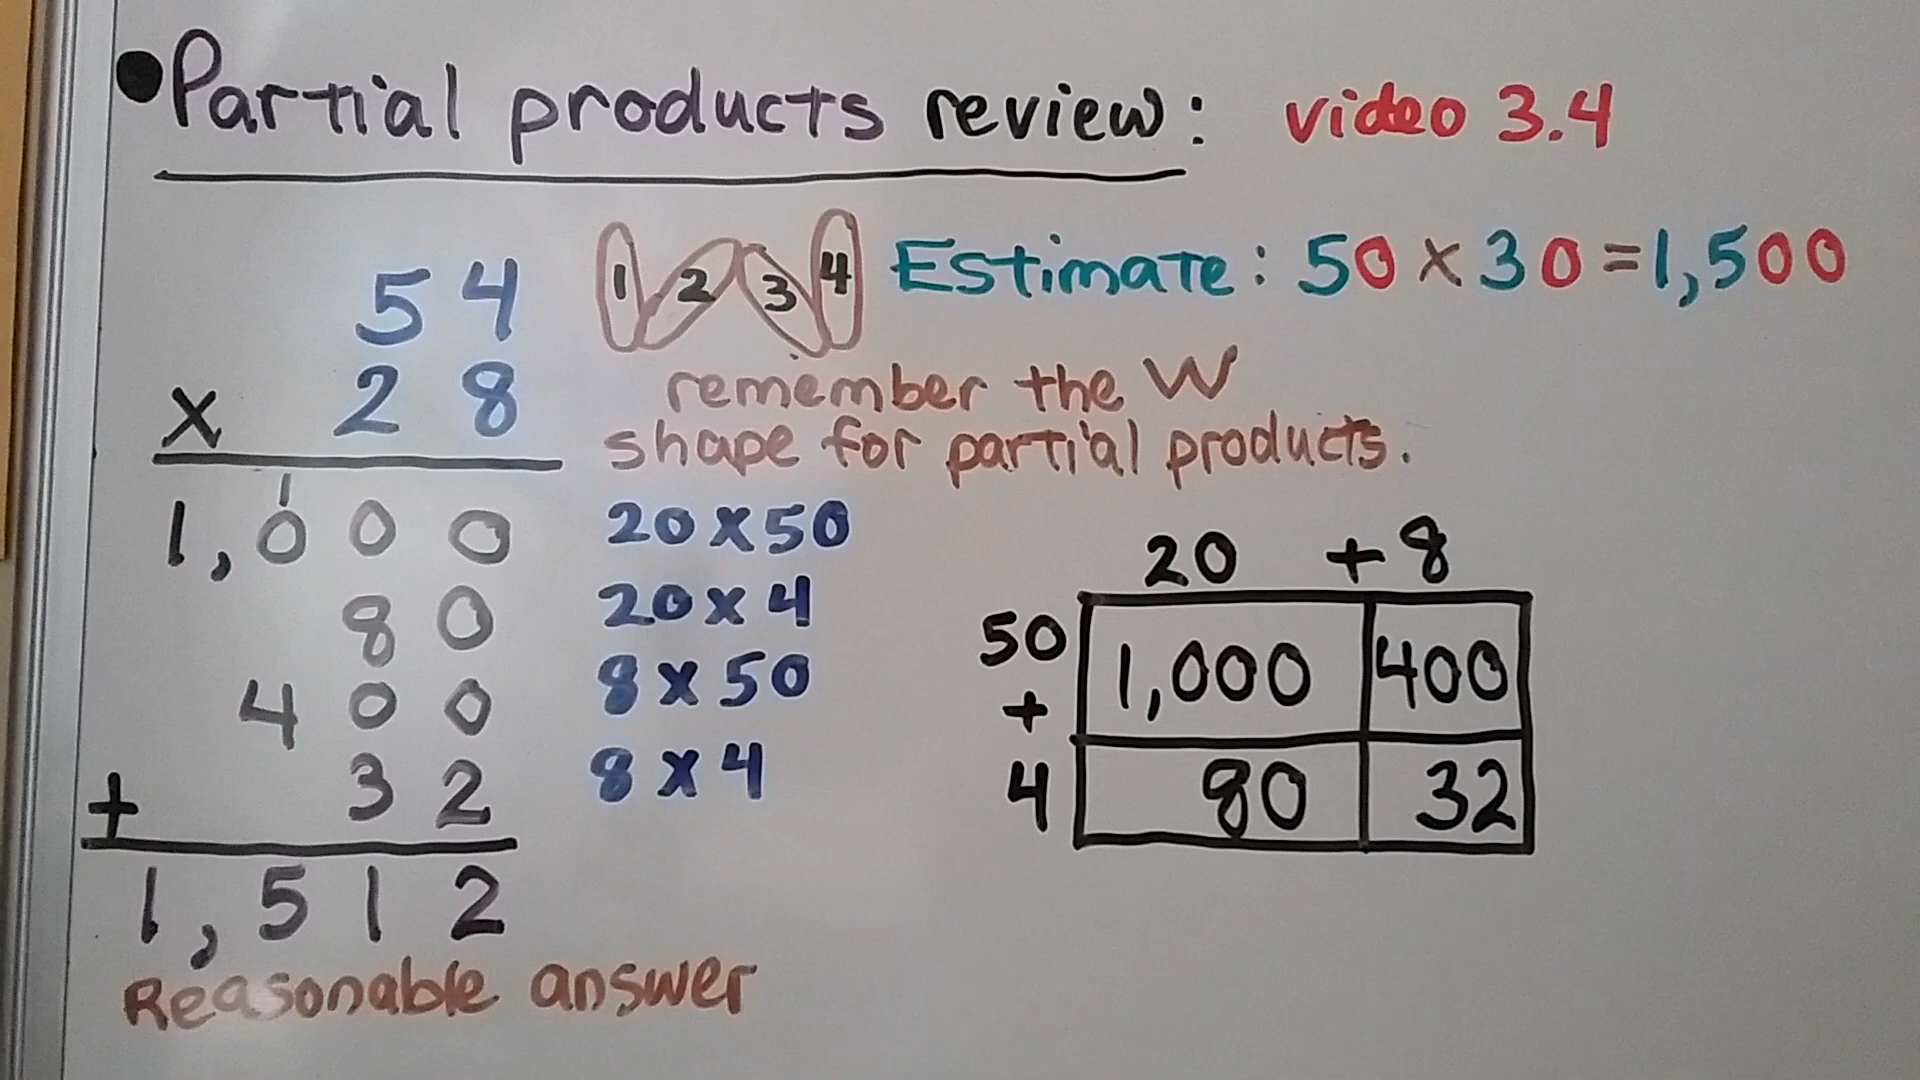 • Partial products review: video 3.4
1 2 3 4 Estimate: 50 x 30 = 1,500
54
x 28
remember the W
shape for partial products.
1
1,000 20 x 50
80 20 x 4
400 8 x 50
+ 32 8 x 4
1,512
Reasonable answer
20 + 8
50 1,000 400
+
4 80 32